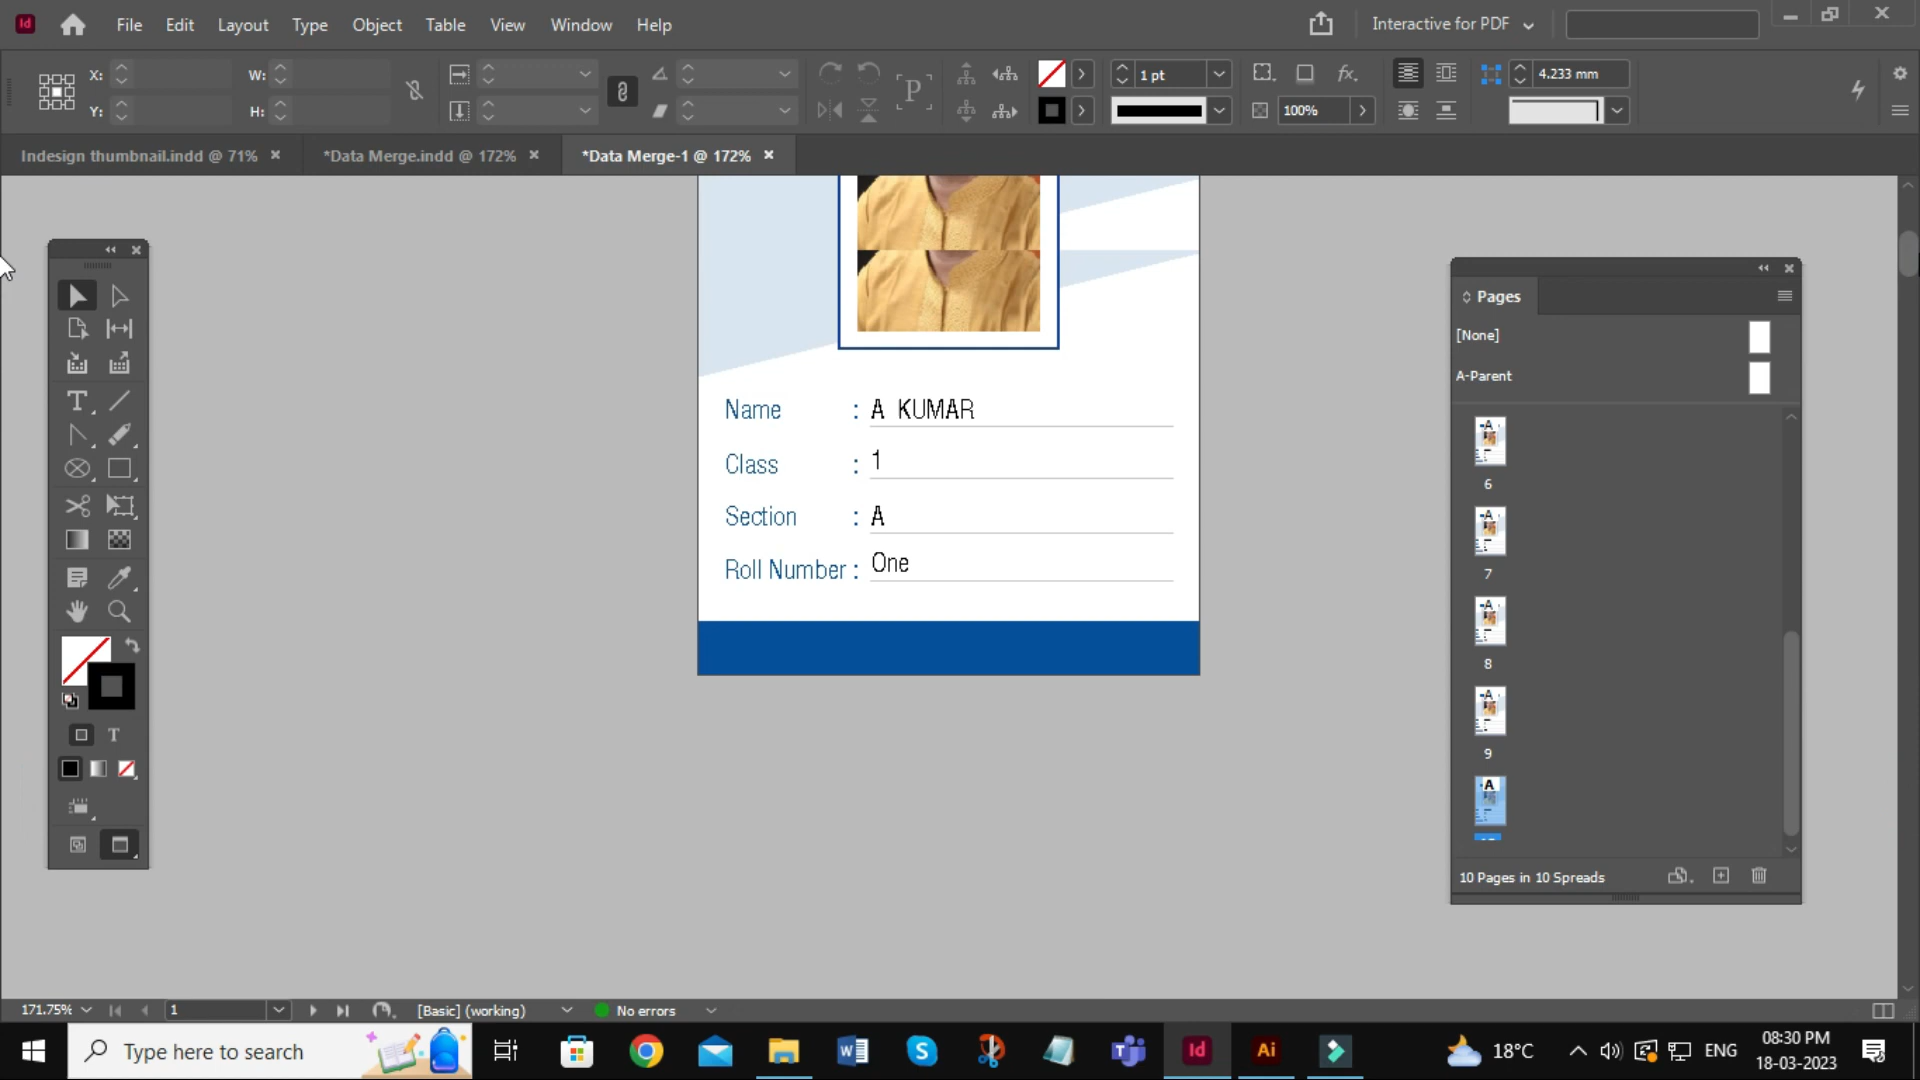 Id File Edit Layout Type Object Table View Window Help Interactive for PDF
X: W: 1 pt 4.233 mm
Y: H: P 100%
Indesign thumbnail.indd @ 71% *Data Merge.indd @ 172% *Data Merge-1 @ 172%
Pages
[None]
A-Parent
Name : A KUMAR
Class : 1
Section : A
Roll Number : One
6
7
8
9
10 Pages in 10 Spreads
171.75% 1 [Basic] (working) No errors
Type here to search
Id Ai 18°C ENG
08:30 PM
18-03-2023